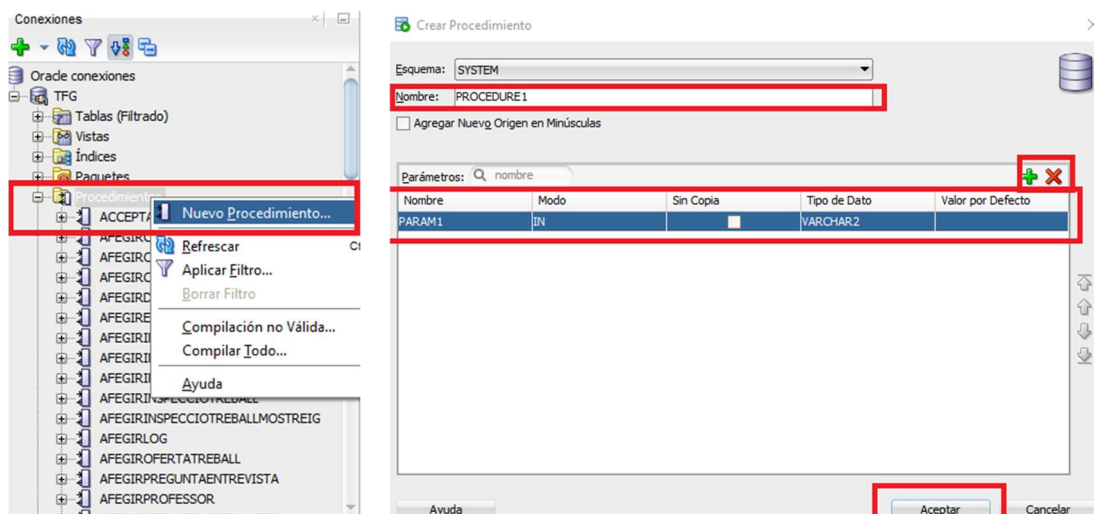 Conexiones
Oracle conexiones
TFG
Tablas (Filtrado)
Vistas
Índices
Paquetes
Procedimientos
ACCEPTA
Nuevo Procedimiento...
Refrescar
Aplicar Filtro...
Borrar Filtro
Compilación no Válida...
Compilar Todo...
Ayuda
AFEGIRINSPECCIOTREBALL
AFEGIRINSPECCIOTREBALLMOSTREIG
AFEGIRLOG
AFEGIROFERTATREBALL
AFEGIRPREGUNTAENTREVISTA
AFEGIRPROFESSOR
Crear Procedimiento
Esquema: SYSTEM
Nombre: PROCEDURE1
Agregar Nuevo Origen en Minúsculas
Parámetros: nombre
Nombre Modo Sin Copia Tipo de Dato Valor por Defecto
PARAM1 IN VARCHAR2
Ayuda Aceptar Cancelar